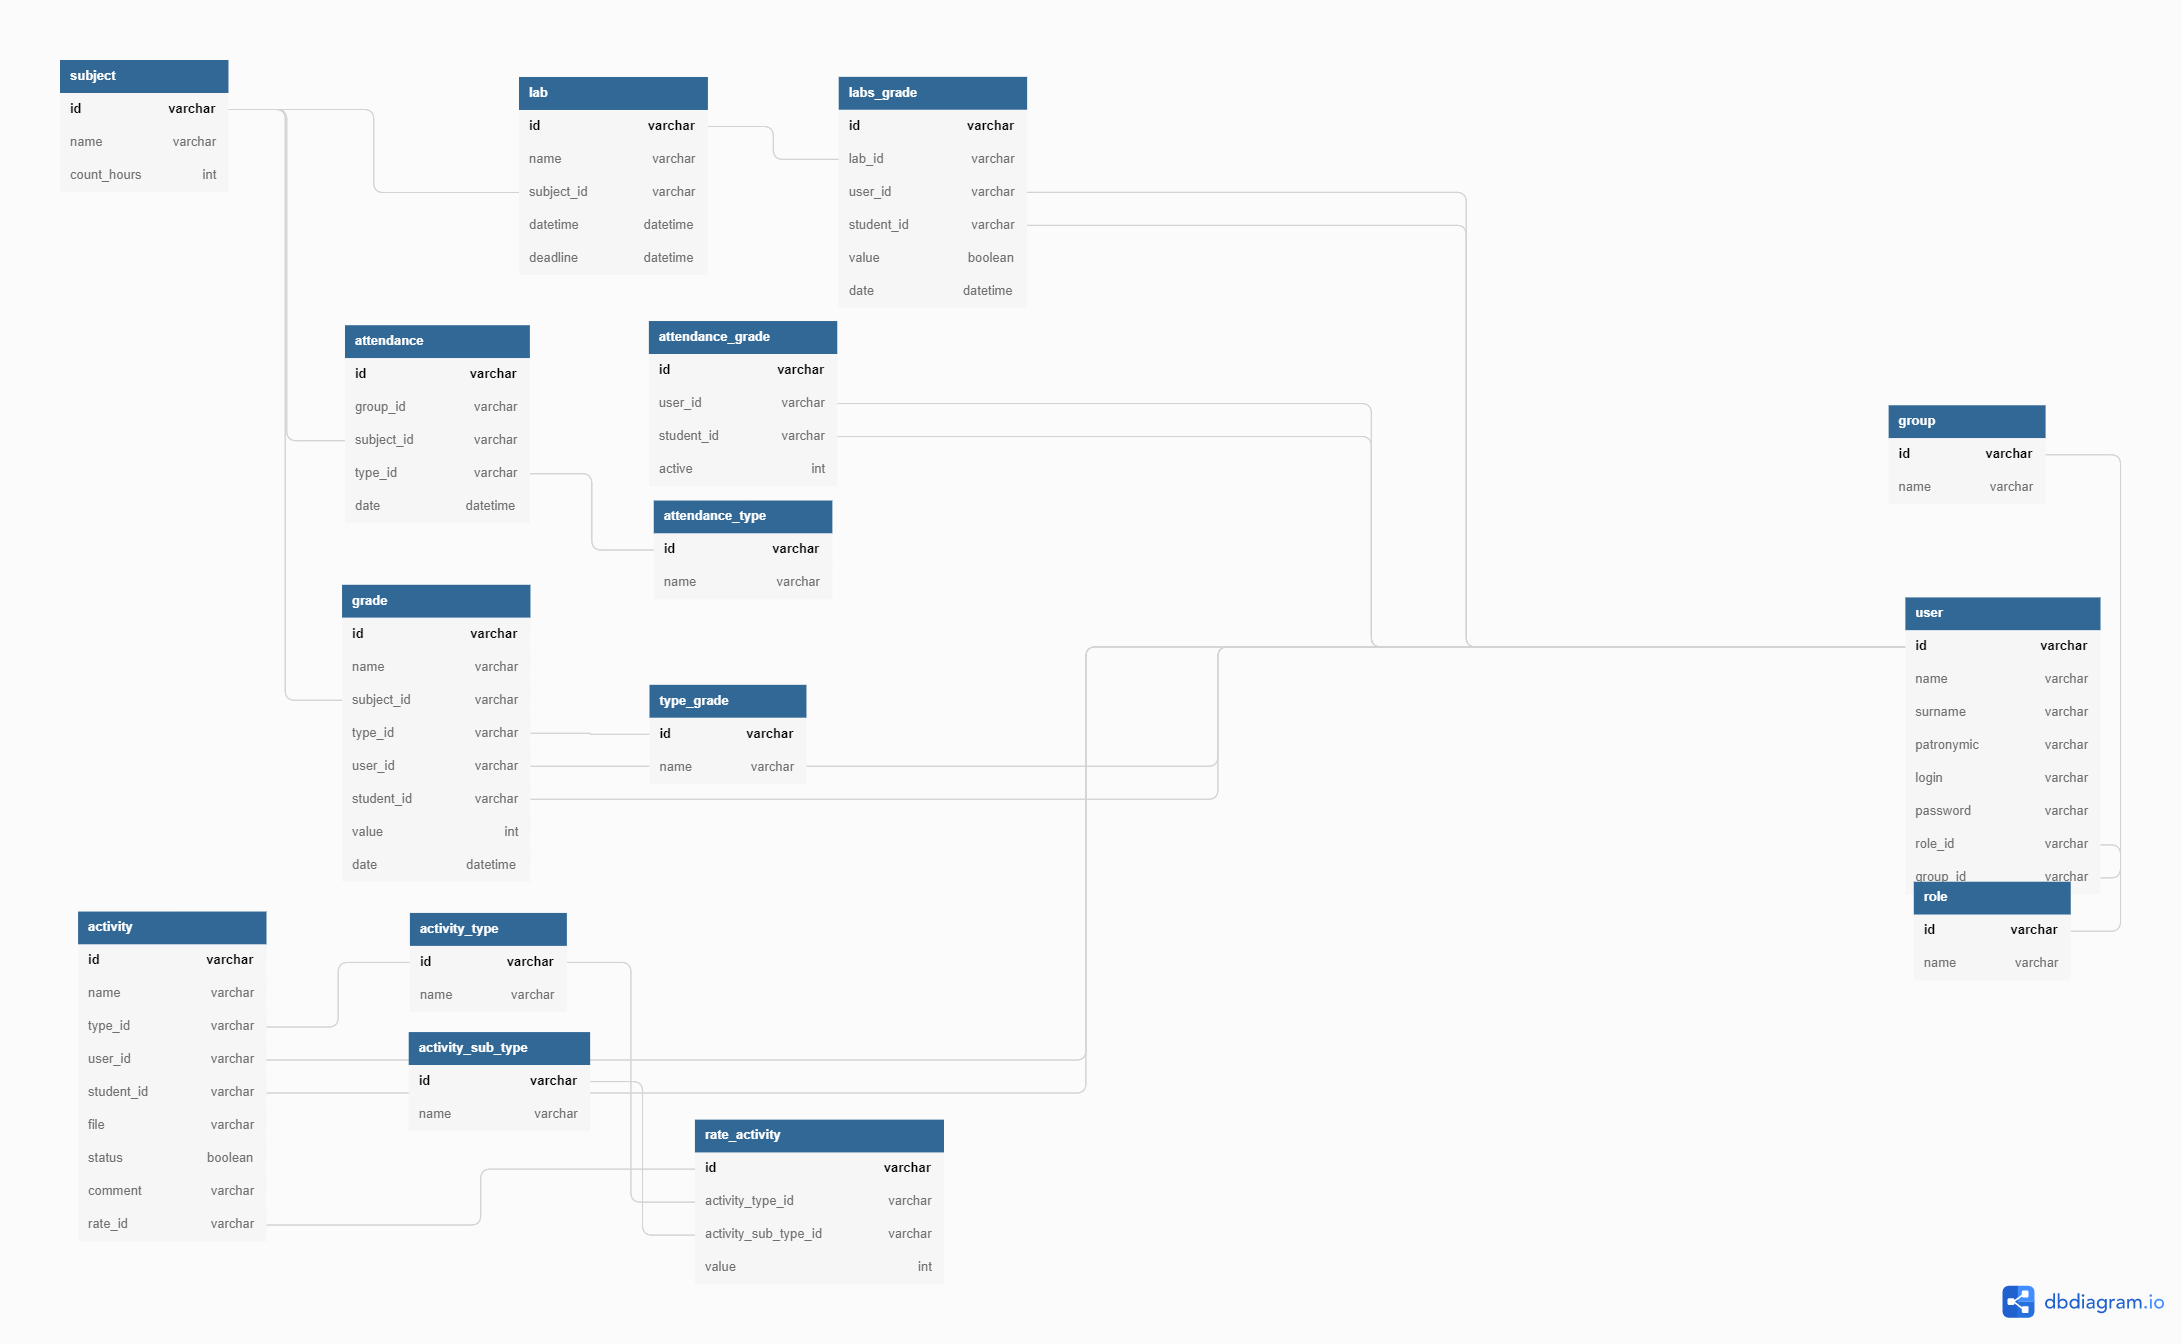 subject
id varchar
name varchar
count_hours int
lab
id varchar
name varchar
subject_id varchar
datetime datetime
deadline datetime
labs_grade
id varchar
lab_id varchar
user_id varchar
student_id varchar
value boolean
date datetime
attendance
id varchar
group_id varchar
subject_id varchar
type_id varchar
date datetime
attendance_grade
id varchar
user_id varchar
student_id varchar
active int
attendance_type
id varchar
name varchar
group
id varchar
name varchar
grade
id varchar
name varchar
subject_id varchar
type_id varchar
user_id varchar
student_id varchar
value int
date datetime
type_grade
id varchar
name varchar
user
id varchar
name varchar
surname varchar
patronymic varchar
login varchar
password varchar
role_id varchar
group_id varchar
role
id varchar
name varchar
activity
id varchar
name varchar
type_id varchar
user_id varchar
student_id varchar
file varchar
status boolean
comment varchar
rate_id varchar
activity_type
id varchar
name varchar
activity_sub_type
id varchar
name varchar
rate_activity
id varchar
activity_type_id varchar
activity_sub_type_id varchar
value int
dbdiagram.io